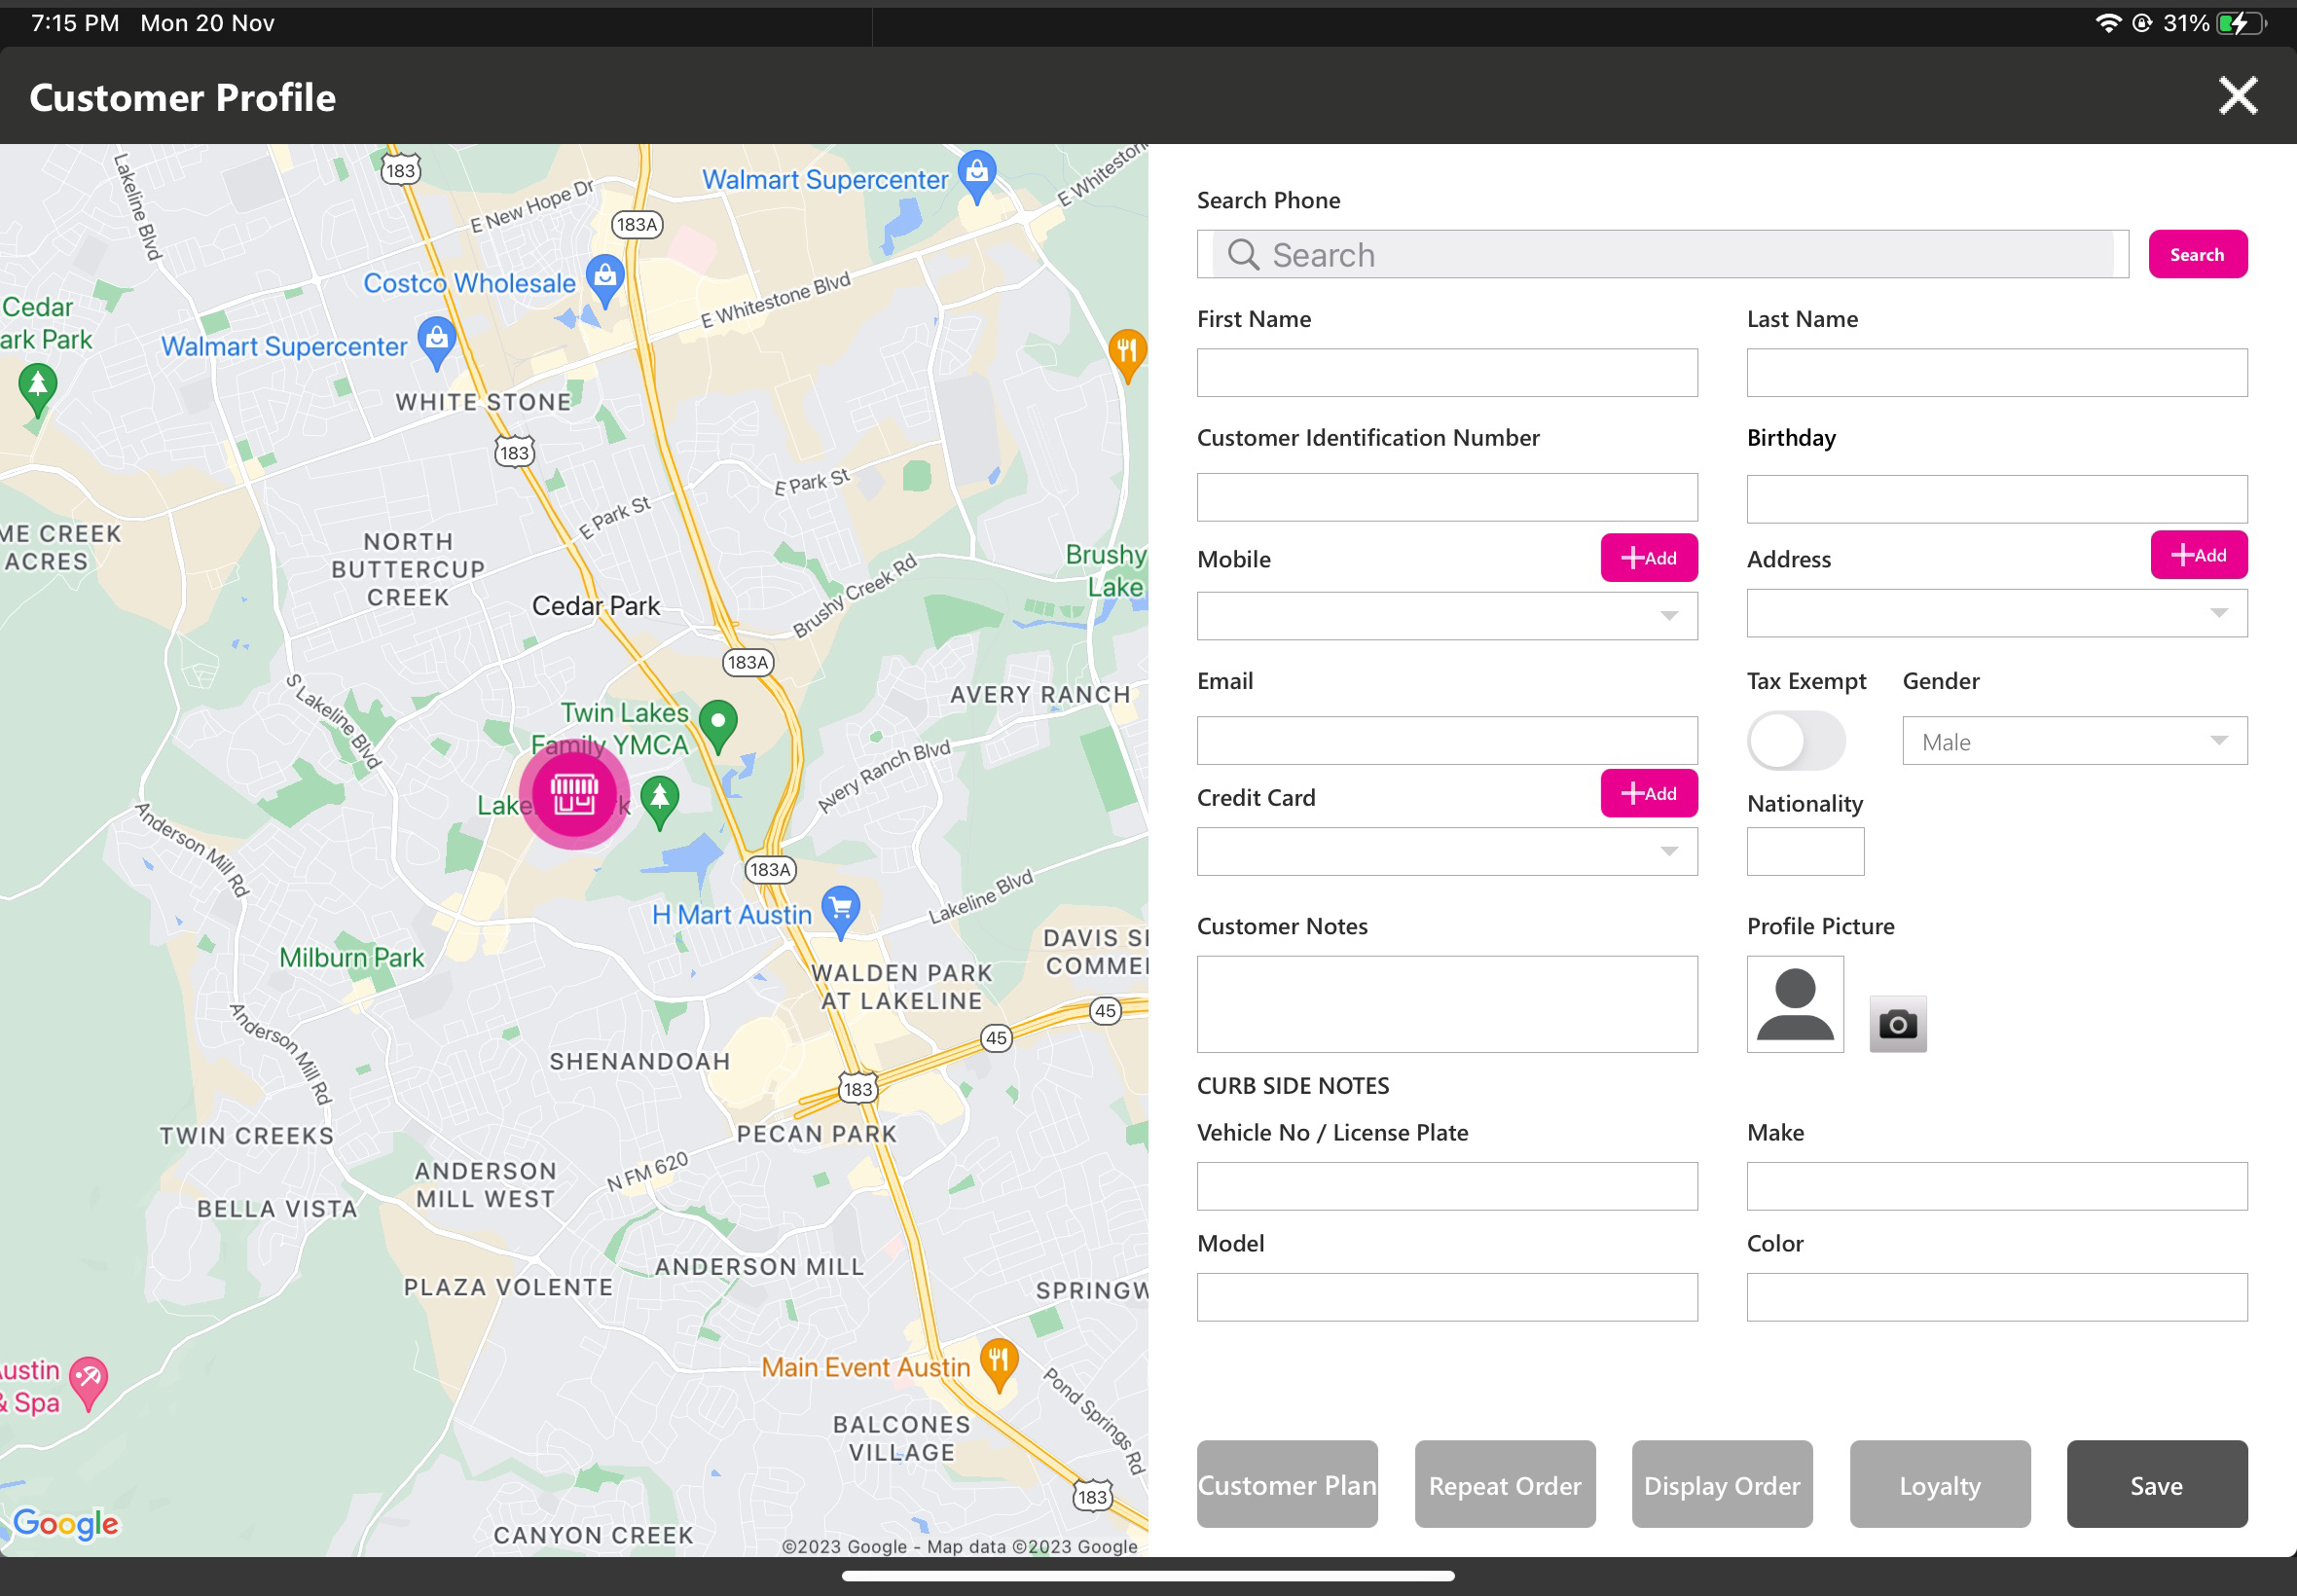 7:15 PM Mon 20 Nov
31%
Customer Profile
Lakeline Blvd
183
E New Hope Dr
183A
Walmart Supercenter
E Whitestone
Costco Wholesale
E Whitestone Blvd
Cedar
ark Park
Walmart Supercenter
WHITE STONE
183
E Park St
E Park St
ME CREEK
ACRES
NORTH
BUTTERCUP
CREEK
Cedar Park
Brushy Creek Rd
Brushy
Lake
183A
S Lakeline Blvd
AVERY RANCH
Twin Lakes
Family YMCA
Avery Ranch Blvd
Lake
k
Anderson Mill Rd
183A
H Mart Austin
Lakeline Blvd
Milburn Park
DAVIS S
COMME
WALDEN PARK
AT LAKELINE
45
45
Anderson Mill Rd
SHENANDOAH
183
PECAN PARK
TWIN CREEKS
ANDERSON
MILL WEST
N FM 620
BELLA VISTA
ANDERSON MILL
PLAZA VOLENTE
SPRINGW
Main Event Austin
ustin
& Spa
Pond Springs Rd
BALCONES
VILLAGE
183
Google
CANYON CREEK
©2023 Google - Map data ©2023 Google
Search Phone
Search
Search
First Name
Last Name
Customer Identification Number
Birthday
Mobile
Add
Address
Add
Email
Tax Exempt
Gender
Male
Credit Card
Add
Nationality
Customer Notes
Profile Picture
CURB SIDE NOTES
Vehicle No / License Plate
Make
Model
Color
Customer Plan
Repeat Order
Display Order
Loyalty
Save